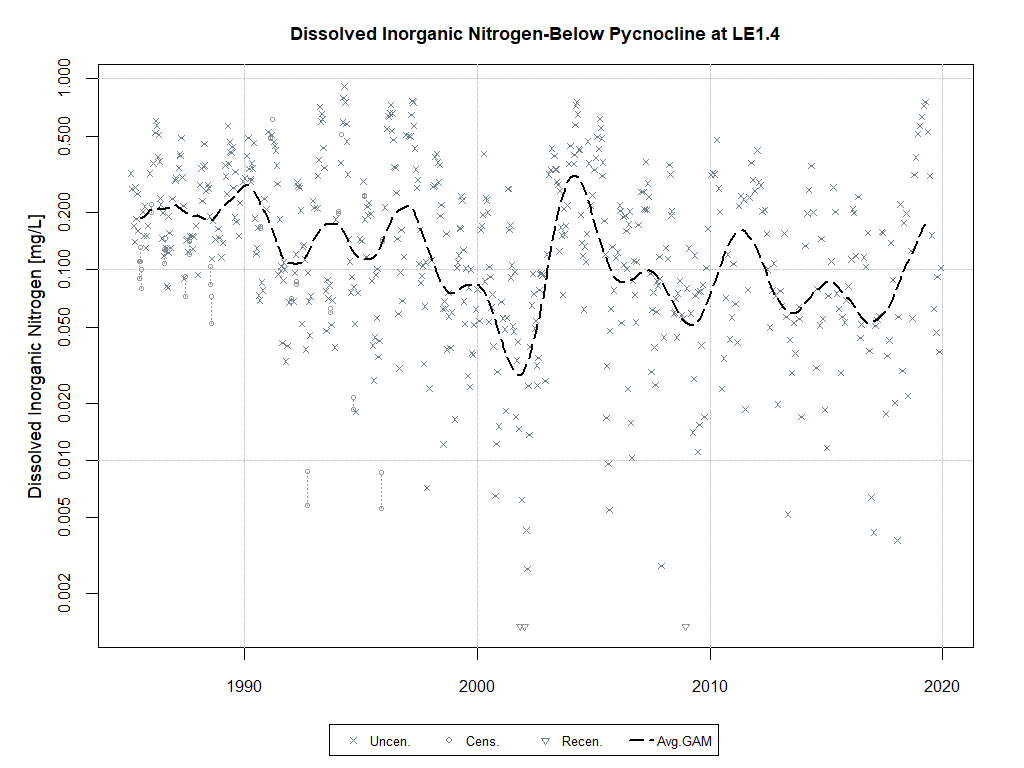 Dissolved Inorganic Nitrogen-Below Pycnocline at LE1.4
Dissolved Inorganic Nitrogen [mg/L]
1.000
0.500
0.200
0.100
0.050
0.020
0.010
0.005
0.002
1990 2000 2010 2020
Uncen. Cens. Recen. Avg.GAM